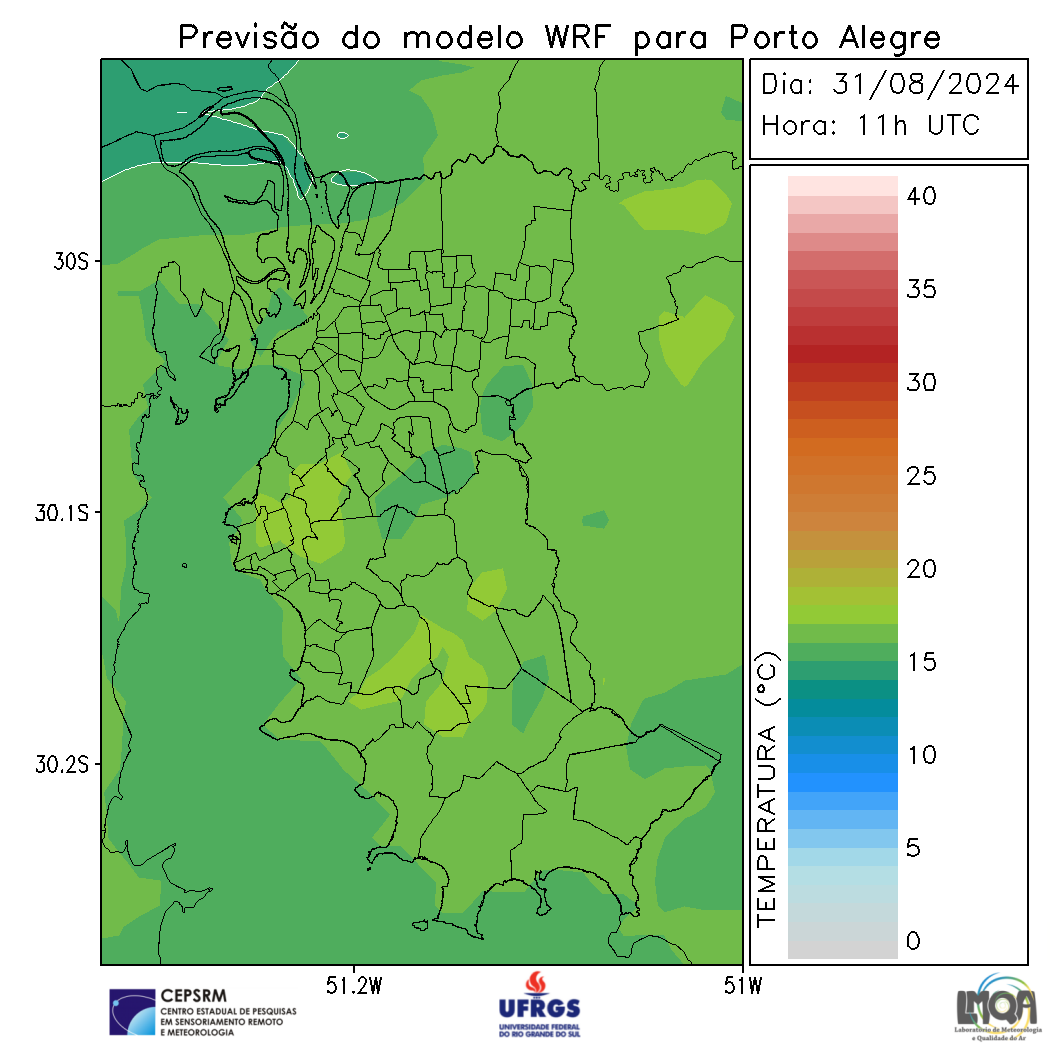 Previsão do modelo WRF para Porto Alegre
Dia: 31/08/2024
Hora: 11h UTC
40
35
30
25
20
15
10
5
0
TEMPERATURA (°C)
30S
30.1S
30.2S
51.2W
51W
CEPSRM
CENTRO ESTADUAL DE PESQUISAS
EM SENSORIAMENTO REMOTO
E METEOROLOGIA
UFRGS
UNIVERSIDADE FEDERAL
DO RIO GRANDE DO SUL
LMQA
Laboratório de Meteorologia
e Qualidade do Ar